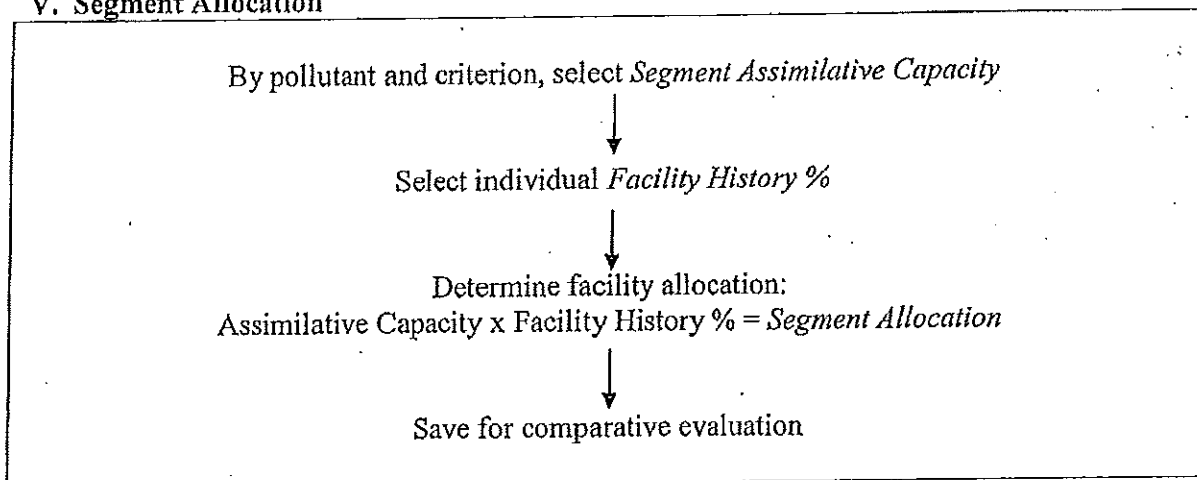 V. Segment Allocation
By pollutant and criterion, select Segment Assimilative Capacity
Select individual Facility History %
Determine facility allocation:
Assimilative Capacity x Facility History % = Segment Allocation
Save for comparative evaluation